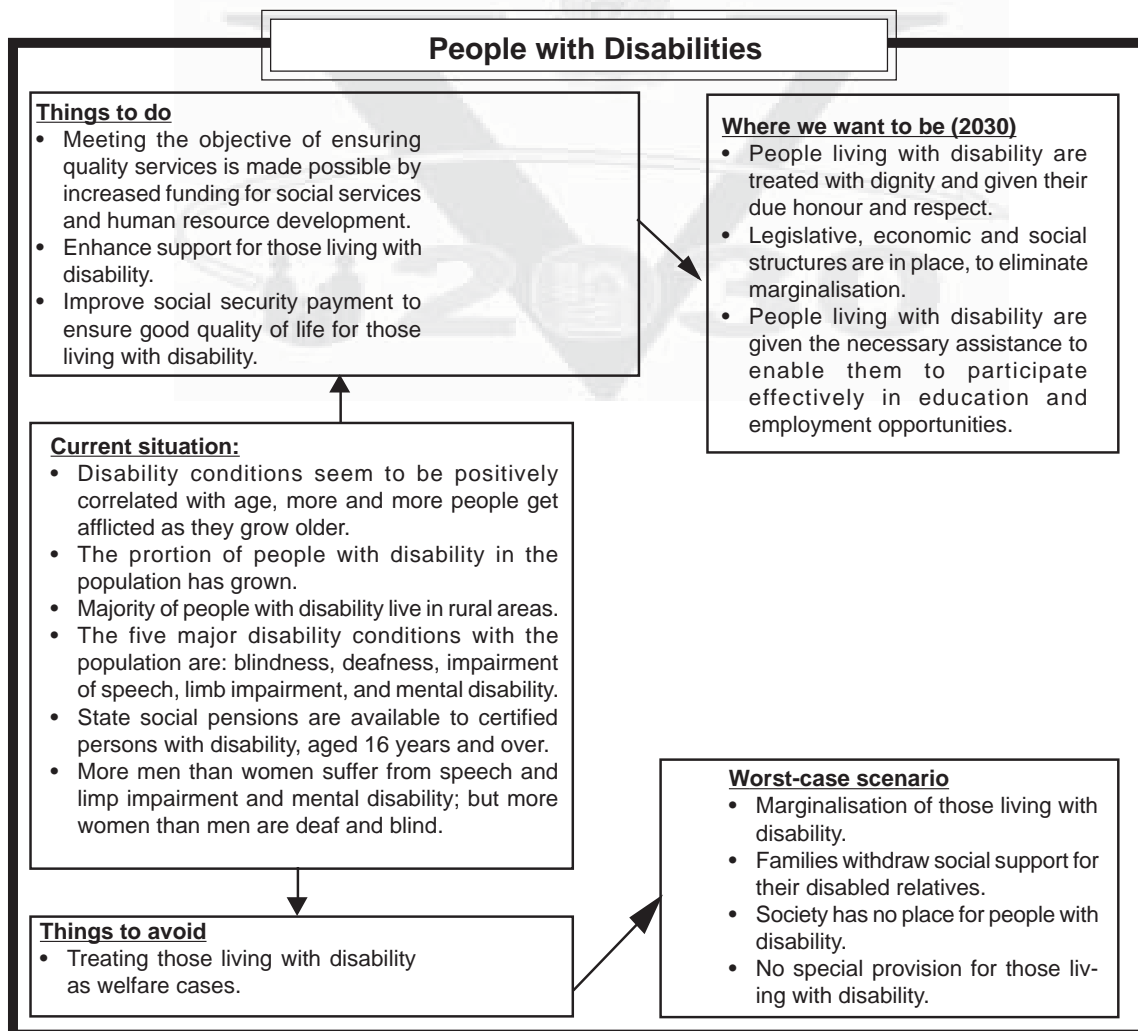 People with Disabilities
Things to do
• Meeting the objective of ensuring
quality services is made possible by
increased funding for social services
and human resource development.
• Enhance support for those living with
disability.
• Improve social security payment to
ensure good quality of life for those
living with disability.
Where we want to be (2030)
• People living with disability are
treated with dignity and given their
due honour and respect.
• Legislative, economic and social
structures are in place, to eliminate
marginalisation.
• People living with disability are
given the necessary assistance to
enable them to participate
effectively in education and
employment opportunities.
Current situation:
• Disability conditions seem to be positively
correlated with age, more and more people get
afflicted as they grow older.
• The prortion of people with disability in the
population has grown.
• Majority of people with disability live in rural areas.
• The five major disability conditions with the
population are: blindness, deafness, impairment
of speech, limb impairment, and mental disability.
• State social pensions are available to certified
persons with disability, aged 16 years and over.
• More men than women suffer from speech and
limp impairment and mental disability; but more
women than men are deaf and blind.
Things to avoid
• Treating those living with disability
as welfare cases.
Worst-case scenario
• Marginalisation of those living with
disability.
• Families withdraw social support for
their disabled relatives.
• Society has no place for people with
disability.
• No special provision for those liv-
ing with disability.
2030